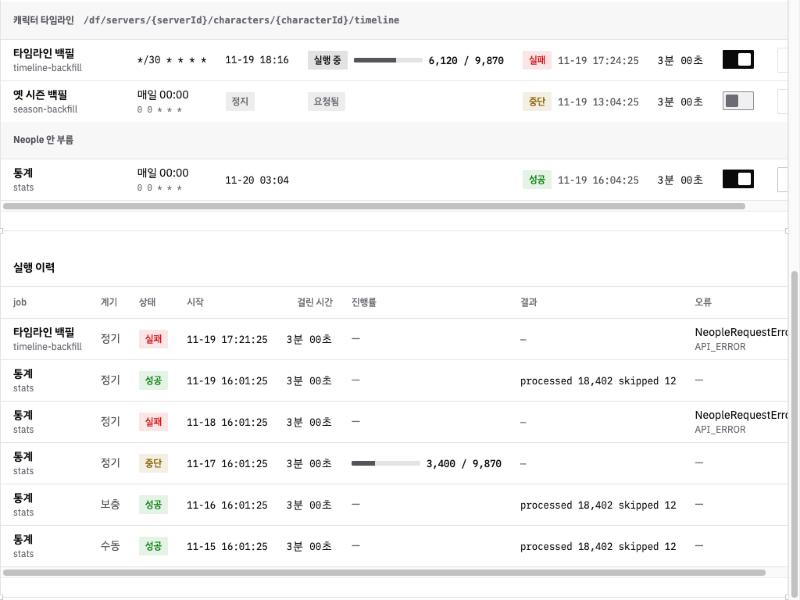 캐릭터 타임라인 /df/servers/{serverId}/characters/{characterId}/timeline
타임라인 백필 */30 * * * * 11-19 18:16 실행 중 6,120 / 9,870 실패 11-19 17:24:25 3분 00초
timeline-backfill
옛 시즌 백필 매일 00:00 정지 요청됨 중단 11-19 13:04:25 3분 00초
season-backfill 0 0 * * *
Neople 안 부름
통계 매일 00:00 11-20 03:04 성공 11-19 16:04:25 3분 00초
stats 0 0 * * *
실행 이력
job 계기 상태 시작 걸린 시간 진행률 결과 오류
타임라인 백필 정기 실패 11-19 17:21:25 3분 00초 — — NeopleRequestErro
timeline-backfill API_ERROR
통계 정기 성공 11-19 16:01:25 3분 00초 — processed 18,402 skipped 12 —
stats
통계 정기 실패 11-18 16:01:25 3분 00초 — — NeopleRequestErro
stats API_ERROR
통계 정기 중단 11-17 16:01:25 3분 00초 3,400 / 9,870 — —
stats
통계 보충 성공 11-16 16:01:25 3분 00초 — processed 18,402 skipped 12 —
stats
통계 수동 성공 11-15 16:01:25 3분 00초 — processed 18,402 skipped 12 —
stats